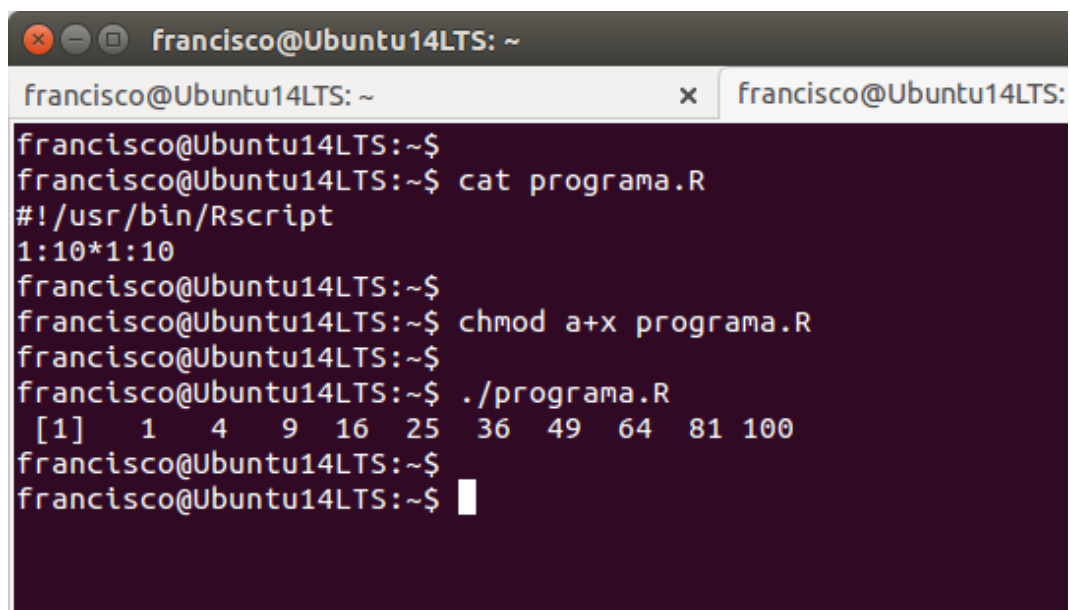 francisco@Ubuntu14LTS: ~
francisco@Ubuntu14LTS: ~ × francisco@Ubuntu14LTS:
francisco@Ubuntu14LTS:~$
francisco@Ubuntu14LTS:~$ cat programa.R
#!/usr/bin/Rscript
1:10*1:10
francisco@Ubuntu14LTS:~$
francisco@Ubuntu14LTS:~$ chmod a+x programa.R
francisco@Ubuntu14LTS:~$
francisco@Ubuntu14LTS:~$ ./programa.R
 [1]   1   4   9  16  25  36  49  64  81 100
francisco@Ubuntu14LTS:~$
francisco@Ubuntu14LTS:~$